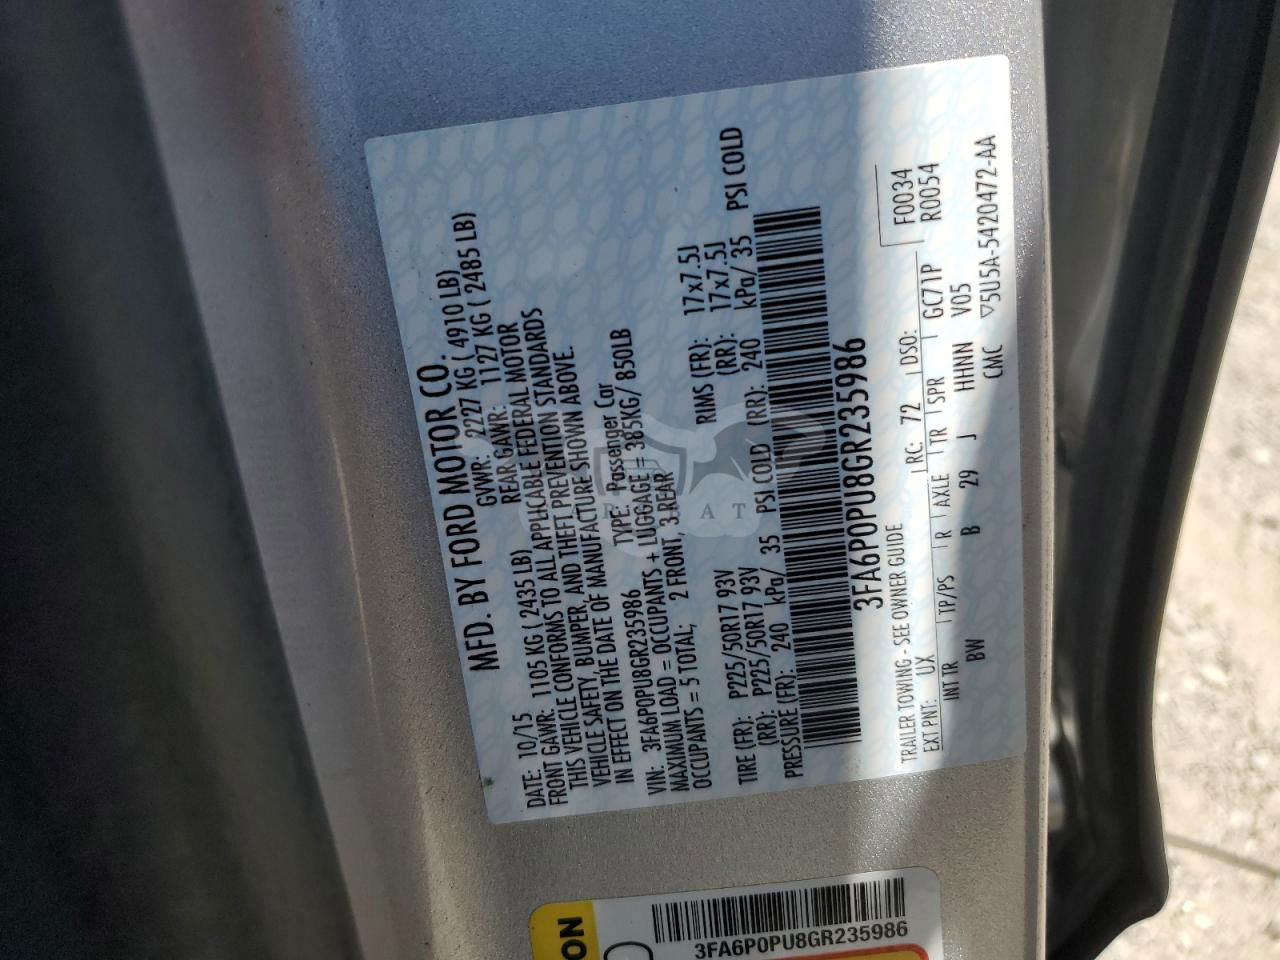 MFD. BY FORD MOTOR CO.
DATE: 10/15 GVWR: 2227 KG ( 4910 LB)
FRONT GAWR: 1105 KG ( 2435 LB) REAR GAWR: 1127 KG ( 2485 LB)
THIS VEHICLE CONFORMS TO ALL APPLICABLE FEDERAL MOTOR
VEHICLE SAFETY, BUMPER, AND THEFT PREVENTION STANDARDS
IN EFFECT ON THE DATE OF MANUFACTURE SHOWN ABOVE.
VIN: 3FA6P0PU8GR235986 TYPE: Passenger Car
MAXIMUM LOAD = OCCUPANTS + LUGGAGE = 385KG/ 850LB
OCCUPANTS = 5 TOTAL; 2 FRONT, 3 REAR
TIRE (FR): P225/50R17 93V RIMS (FR): 17x7.5J
(RR): P225/50R17 93V (RR): 17x7.5J
PRESSURE (FR): 240 kPa/ 35 PSI COLD (RR): 240 kPa/ 35 PSI COLD
3FA6P0PU8GR235986
TRAILER TOWING - SEE OWNER GUIDE F0034
EXT PNT: UX RC: 72 DSO: R0054
INT TR TP/PS R AXLE TR SPR GC71P
BW B 29 J HHNN V05
CMC ▽5U5A-5420472-AA
3FA6P0PU8GR235986